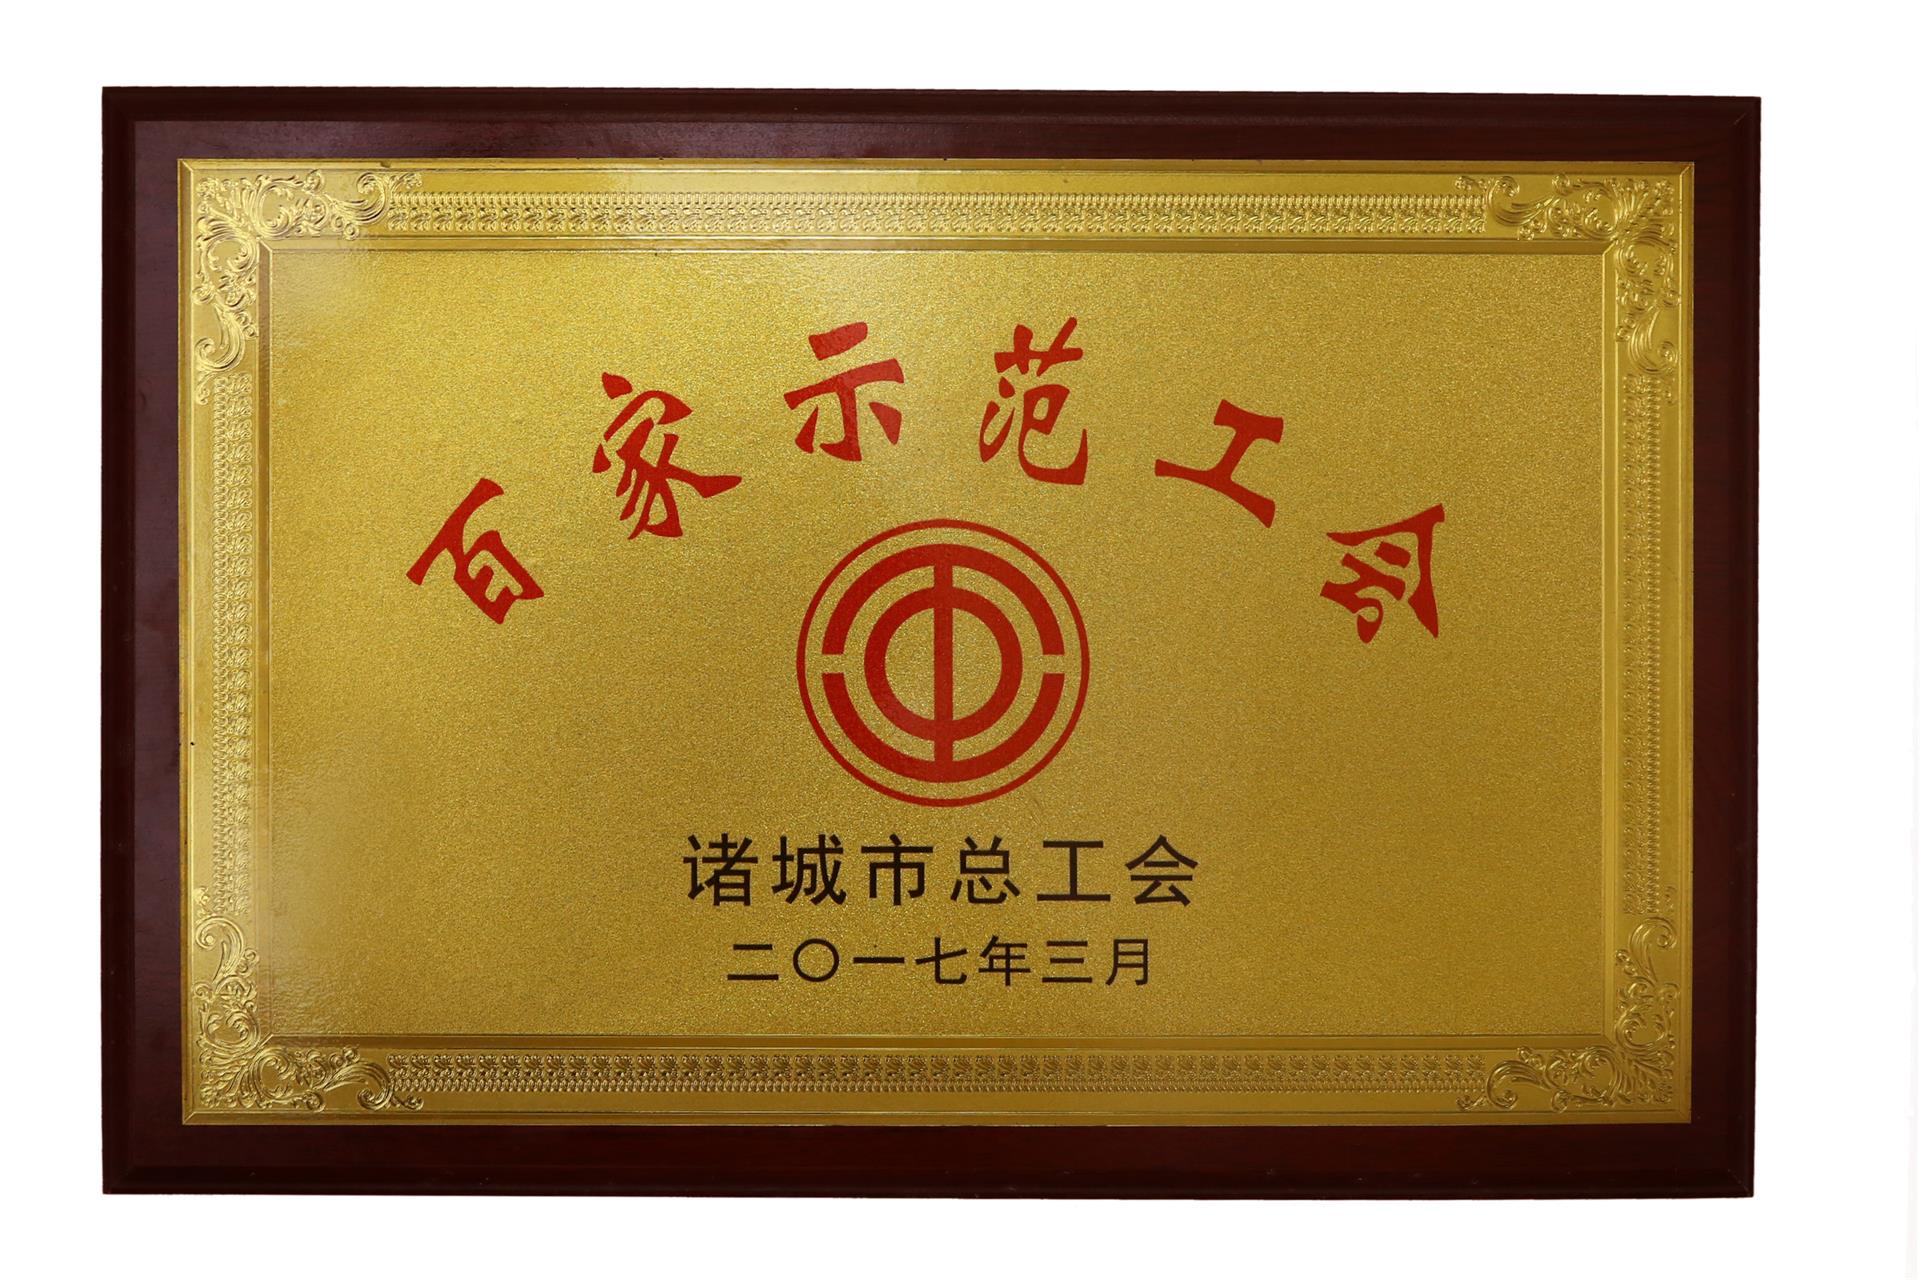 百家示范工会
诸城市总工会
二〇一七年三月